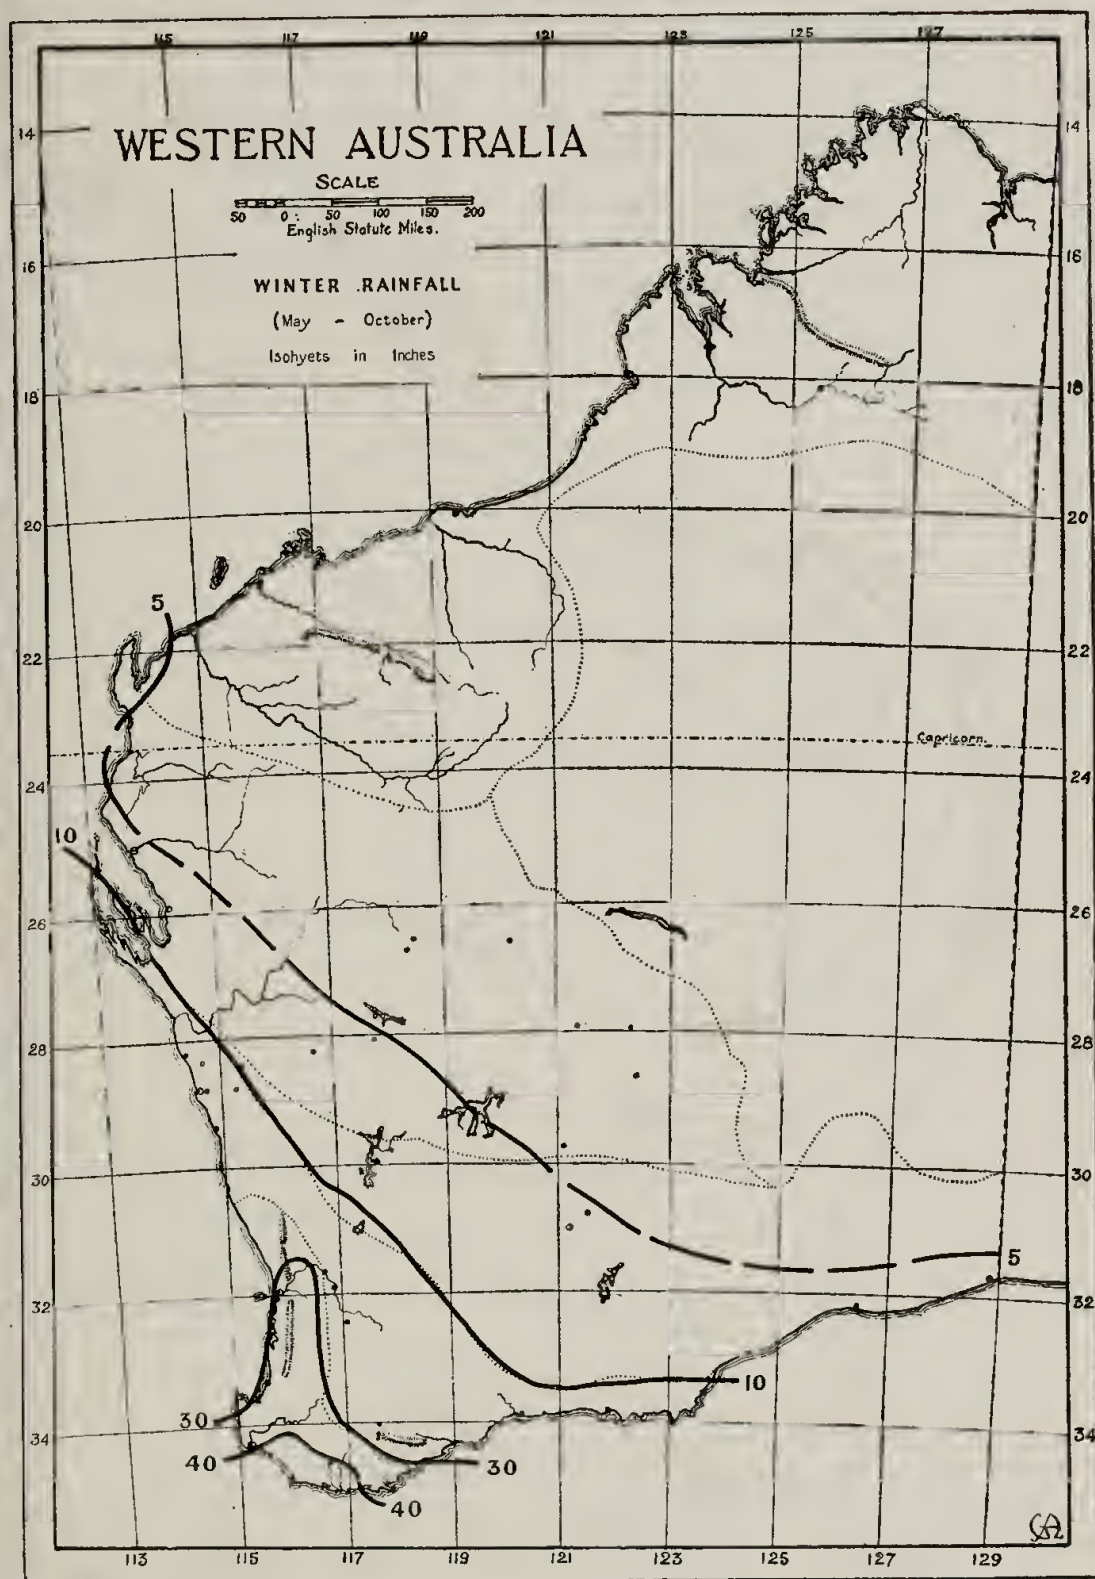 115 117 119 121 123 125 127
14 14
WESTERN AUSTRALIA
SCALE
50 0 50 100 150 200
English Statute Miles.
16 16
WINTER RAINFALL
(May - October)
Isohyets in Inches
18 18
20 20
5
22 22
Capricorn.
24 24
10
26 26
28 28
30 30
5
32 32
10
30
34 34
40 30
40
113 115 117 119 121 123 125 127 129